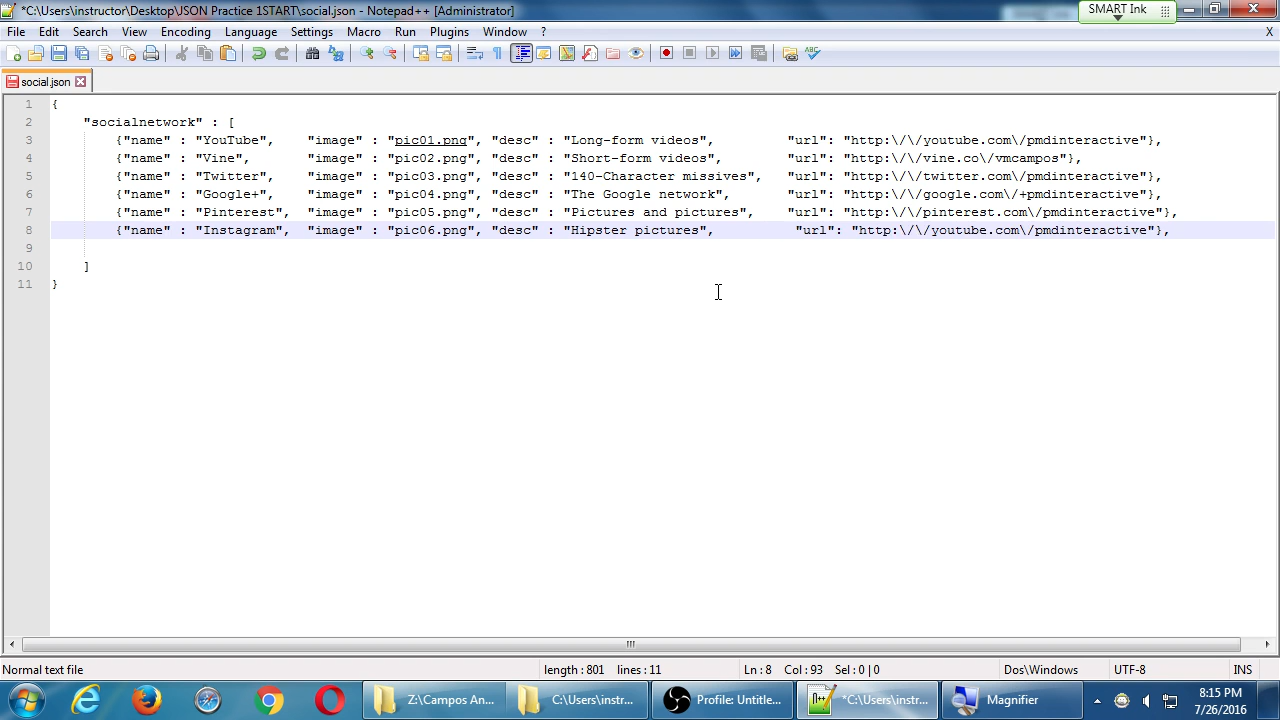 *C:\Users\instructor\Desktop\JSON Practice 1START\social.json - Notepad++ [Administrator]
SMART Ink
File Edit Search View Encoding Language Settings Macro Run Plugins Window ? X
social.json
1 {
2 "socialnetwork" : [
3 {"name" : "YouTube", "image" : "pic01.png", "desc" : "Long-form videos", "url": "http:\/\/youtube.com\/pmdinteractive"},
4 {"name" : "Vine", "image" : "pic02.png", "desc" : "Short-form videos", "url": "http:\/\/vine.co\/vmcampos"},
5 {"name" : "Twitter", "image" : "pic03.png", "desc" : "140-Character missives", "url": "http:\/\/twitter.com\/pmdinteractive"},
6 {"name" : "Google+", "image" : "pic04.png", "desc" : "The Google network", "url": "http:\/\/google.com\/+pmdinteractive"},
7 {"name" : "Pinterest", "image" : "pic05.png", "desc" : "Pictures and pictures", "url": "http:\/\/pinterest.com\/pmdinteractive"},
8 {"name" : "Instagram", "image" : "pic06.png", "desc" : "Hipster pictures", "url": "http:\/\/youtube.com\/pmdinteractive"},
9
10 ]
11 }
Normal text file length : 801 lines : 11 Ln : 8 Col : 93 Sel : 0 | 0 Dos\Windows UTF-8 INS
Z:\Campos An... C:\Users\instr... Profile: Untitle... *C:\Users\instr... Magnifier 8:15 PM
7/26/2016